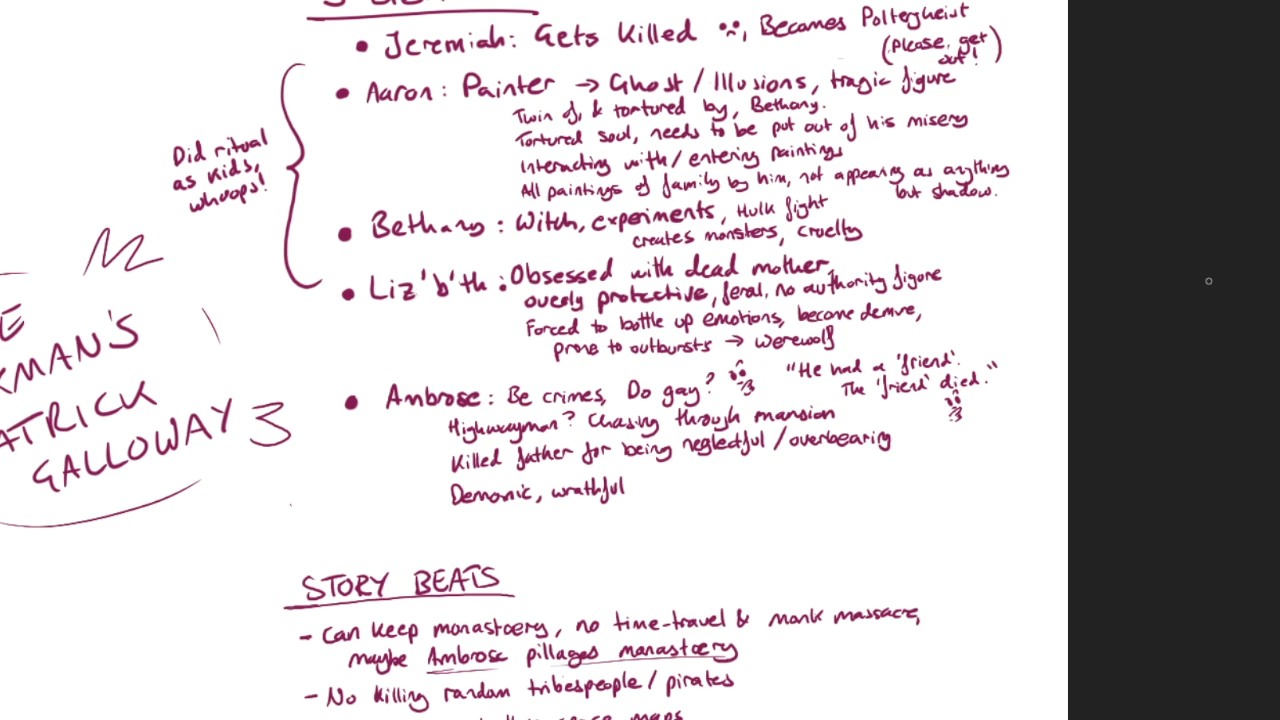 • Jeremiah: Gets Killed :(, Becomes Poltergheist
(Please, get out!)
• Aaron: Painter → Ghost / Illusions, tragic figure
Twin of, & tortured by, Bethany.
Tortured soul, needs to be put out of his misery
Interacting with / entering paintings
All paintings of family by him, not appearing as anything
but shadow.
Did ritual
as kids,
whoops!
• Bethany: Witch, experiments, Hulk fight
creates monsters, cruelty
• Liz'b'th: Obsessed with dead mother,
overly protective, feral, no authority figure
Forced to bottle up emotions, become demure,
prone to outbursts → werewolf
• Ambrose: Be crimes, Do gay? "He had a 'friend'.
The 'friend' died."
Highwayman? Chasing through mansion
Killed father for being neglectful / overbearing
Demonic, wrathful
KMAN'S
ATRICK
GALLOWAY 3
STORY BEATS
- Can keep monastoery, no time-travel & monk massacre,
maybe Ambrose pillages monastoery
- No killing random tribespeople / pirates
maps